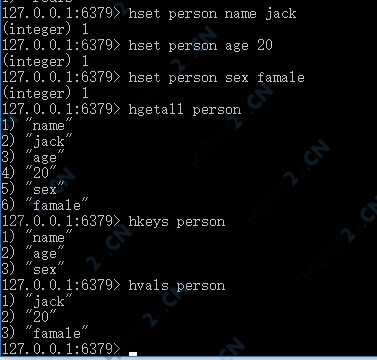 127.0.0.1:6379> hset person name jack
(integer) 1
127.0.0.1:6379> hset person age 20
(integer) 1
127.0.0.1:6379> hset person sex famale
(integer) 1
127.0.0.1:6379> hgetall person
1) "name"
2) "jack"
3) "age"
4) "20"
5) "sex"
6) "famale"
127.0.0.1:6379> hkeys person
1) "name"
2) "age"
3) "sex"
127.0.0.1:6379> hvals person
1) "jack"
2) "20"
3) "famale"
127.0.0.1:6379>